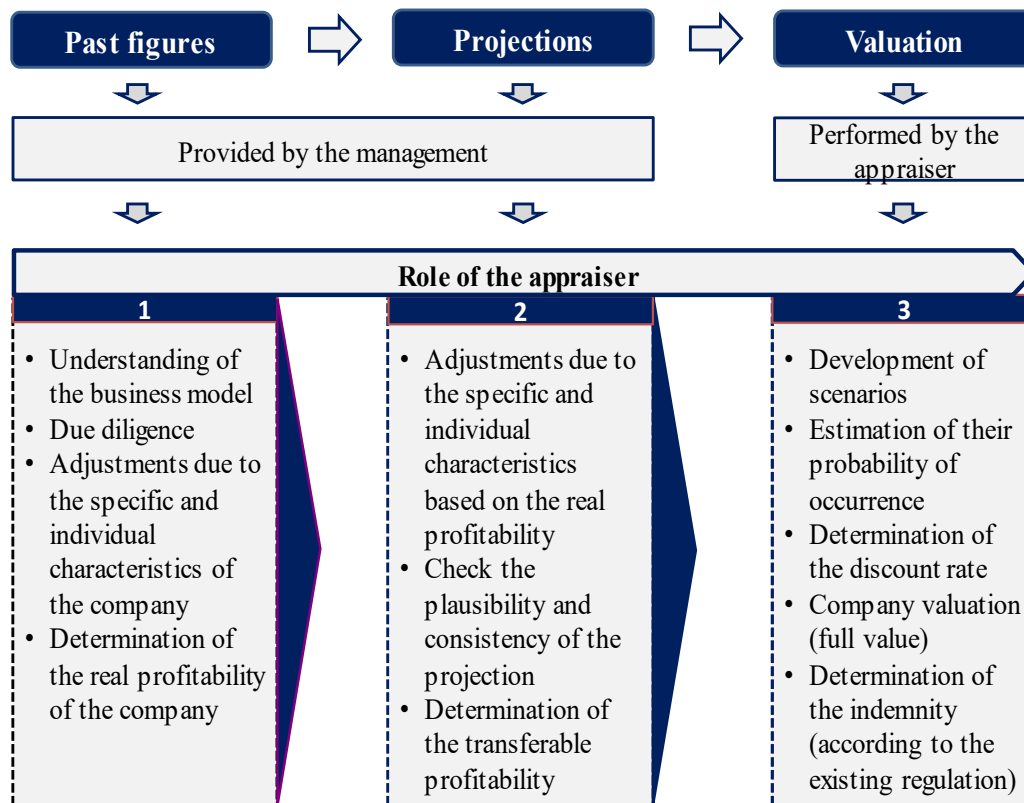 Past figures
Projections
Valuation
Provided by the management
Performed by the
appraiser
Role of the appraiser
1
• Understanding of
the business model
• Due diligence
• Adjustments due to
the specific and
individual
characteristics of
the company
• Determination of
the real profitability
of the company
2
• Adjustments due to
the specific and
individual
characteristics
based on the real
profitability
• Check the
plausibility and
consistency of the
projection
• Determination of
the transferable
profitability
3
• Development of
scenarios
• Estimation of their
probability of
occurrence
• Determination of
the discount rate
• Company valuation
(full value)
• Determination of
the indemnity
(according to the
existing regulation)